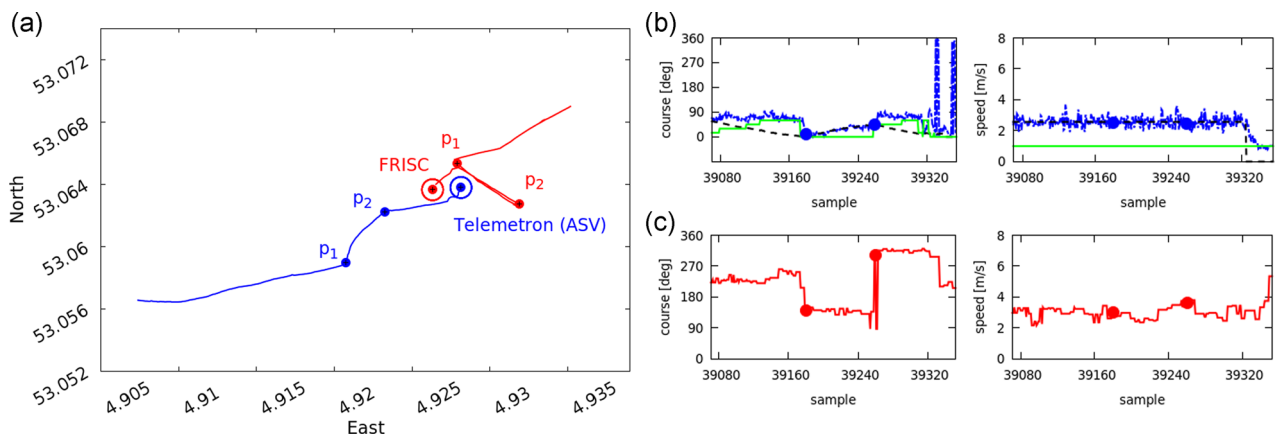 (a)
53.072
53.068
53.064
53.06
53.056
53.052
North
4.905
4.91
4.915
4.92
4.925
4.93
4.935
East
p1
FRISC
p2
p2
Telemetron (ASV)
p1
(b)
360
270
180
90
0
course [deg]
39080
39160
39240
39320
sample
8
6
4
2
0
speed [m/s]
39080
39160
39240
39320
sample
(c)
360
270
180
90
0
course [deg]
39080
39160
39240
39320
sample
8
6
4
2
0
speed [m/s]
39080
39160
39240
39320
sample